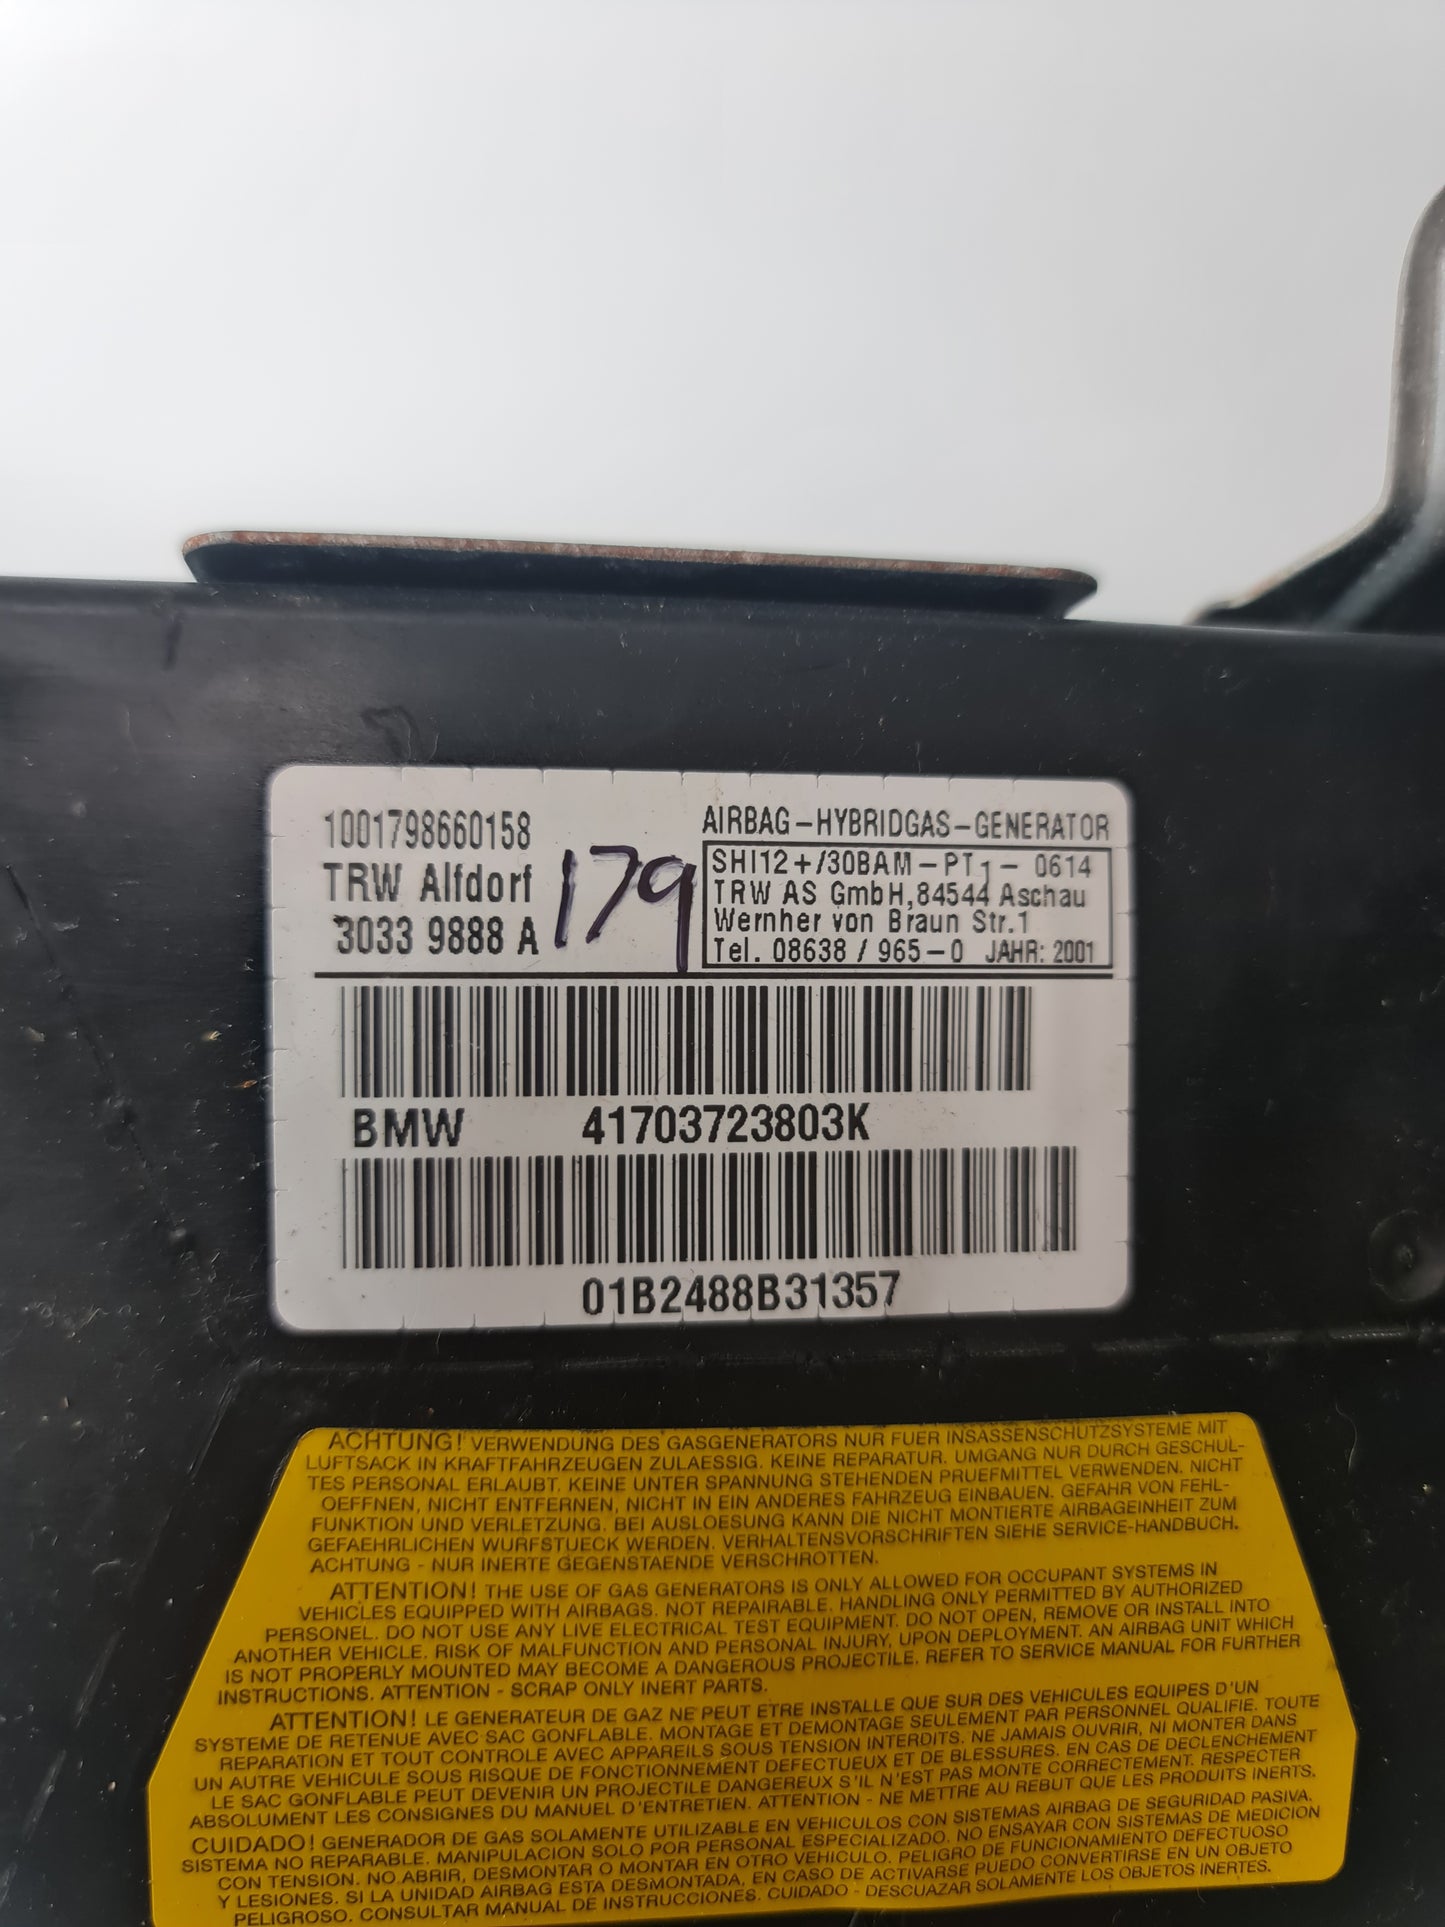 1001798660158
TRW Alfdorf
3033 9888 A
179
AIRBAG-HYBRIDGAS-GENERATOR
SHI12+/30BAM-PT1- 0614
TRW AS GmbH,84544 Aschau
Wernher von Braun Str.1
Tel. 08638 / 965-0 JAHR: 2001
BMW 41703723803K
01B2488B31357
ACHTUNG! VERWENDUNG DES GASGENERATORS NUR FUER INSASSENSCHUTZSYSTEME MIT
LUFTSACK IN KRAFTFAHRZEUGEN ZULAESSIG. KEINE REPARATUR. UMGANG NUR DURCH GESCHUL-
TES PERSONAL ERLAUBT. KEINE UNTER SPANNUNG STEHENDEN PRUEFMITTEL VERWENDEN. NICHT
OEFFNEN, NICHT ENTFERNEN, NICHT IN EIN ANDERES FAHRZEUG EINBAUEN. GEFAHR VON FEHL-
FUNKTION UND VERLETZUNG. BEI AUSLOESUNG KANN DIE NICHT MONTIERTE AIRBAGEINHEIT ZUM
GEFAEHRLICHEN WURFSTUECK WERDEN. VERHALTENSVORSCHRIFTEN SIEHE SERVICE-HANDBUCH.
ACHTUNG - NUR INERTE GEGENSTAENDE VERSCHROTTEN.
ATTENTION! THE USE OF GAS GENERATORS IS ONLY ALLOWED FOR OCCUPANT SYSTEMS IN
VEHICLES EQUIPPED WITH AIRBAGS. NOT REPAIRABLE. HANDLING ONLY PERMITTED BY AUTHORIZED
PERSONEL. DO NOT USE ANY LIVE ELECTRICAL TEST EQUIPMENT. DO NOT OPEN, REMOVE OR INSTALL INTO
ANOTHER VEHICLE. RISK OF MALFUNCTION AND PERSONAL INJURY, UPON DEPLOYMENT. AN AIRBAG UNIT WHICH
IS NOT PROPERLY MOUNTED MAY BECOME A DANGEROUS PROJECTILE. REFER TO SERVICE MANUAL FOR FURTHER
INSTRUCTIONS. ATTENTION - SCRAP ONLY INERT PARTS.
ATTENTION! LE GENERATEUR DE GAZ NE PEUT ETRE INSTALLE QUE SUR DES VEHICULES EQUIPES D'UN
SYSTEME DE RETENUE AVEC SAC GONFLABLE. MONTAGE ET DEMONTAGE SEULEMENT PAR PERSONNEL QUALIFIE. TOUTE
REPARATION ET TOUT CONTROLE AVEC APPAREILS SOUS TENSION INTERDITS. NE JAMAIS OUVRIR, NI MONTER DANS
UN AUTRE VEHICULE SOUS RISQUE DE FONCTIONNEMENT DEFECTUEUX ET DE BLESSURES. EN CAS DE DECLENCHEMENT
LE SAC GONFLABLE PEUT DEVENIR UN PROJECTILE DANGEREUX S'IL N'EST PAS MONTE CORRECTEMENT. RESPECTER
ABSOLUMENT LES CONSIGNES DU MANUEL D'ENTRETIEN. ATTENTION - NE METTRE AU REBUT QUE LES PRODUITS INERTS.
CUIDADO! GENERADOR DE GAS SOLAMENTE UTILIZABLE EN VEHICULOS CON SISTEMAS AIRBAG DE SEGURIDAD PASIVA.
SISTEMA NO REPARABLE. MANIPULACION SOLO POR PERSONAL ESPECIALIZADO. NO ENSAYAR CON SISTEMAS DE MEDICION
CON TENSION. NO ABRIR, DESMONTAR O MONTAR EN OTRO VEHICULO. PELIGRO DE FUNCIONAMIENTO DEFECTUOSO
Y LESIONES. SI LA UNIDAD AIRBAG ESTA DESMONTADA, EN CASO DE ACTIVARSE PUEDO CONVERTIRSE EN UN OBJETO
PELIGROSO. CONSULTAR MANUAL DE INSTRUCCIONES. CUIDADO - DESCUAZAR SOLAMENTE LOS OBJETOS INERTES.